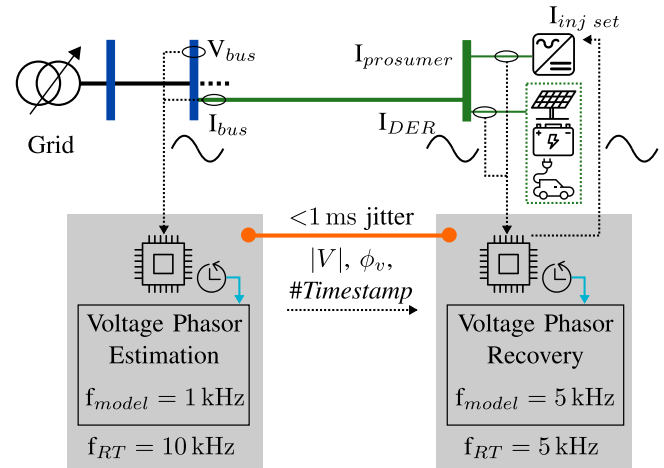 V_bus
I_inj set
I_prosumer
Grid
I_bus
I_DER
<1 ms jitter
|V|, ϕ_v,
#Timestamp
Voltage Phasor
Estimation
f_model = 1 kHz
f_RT = 10 kHz
Voltage Phasor
Recovery
f_model = 5 kHz
f_RT = 5 kHz